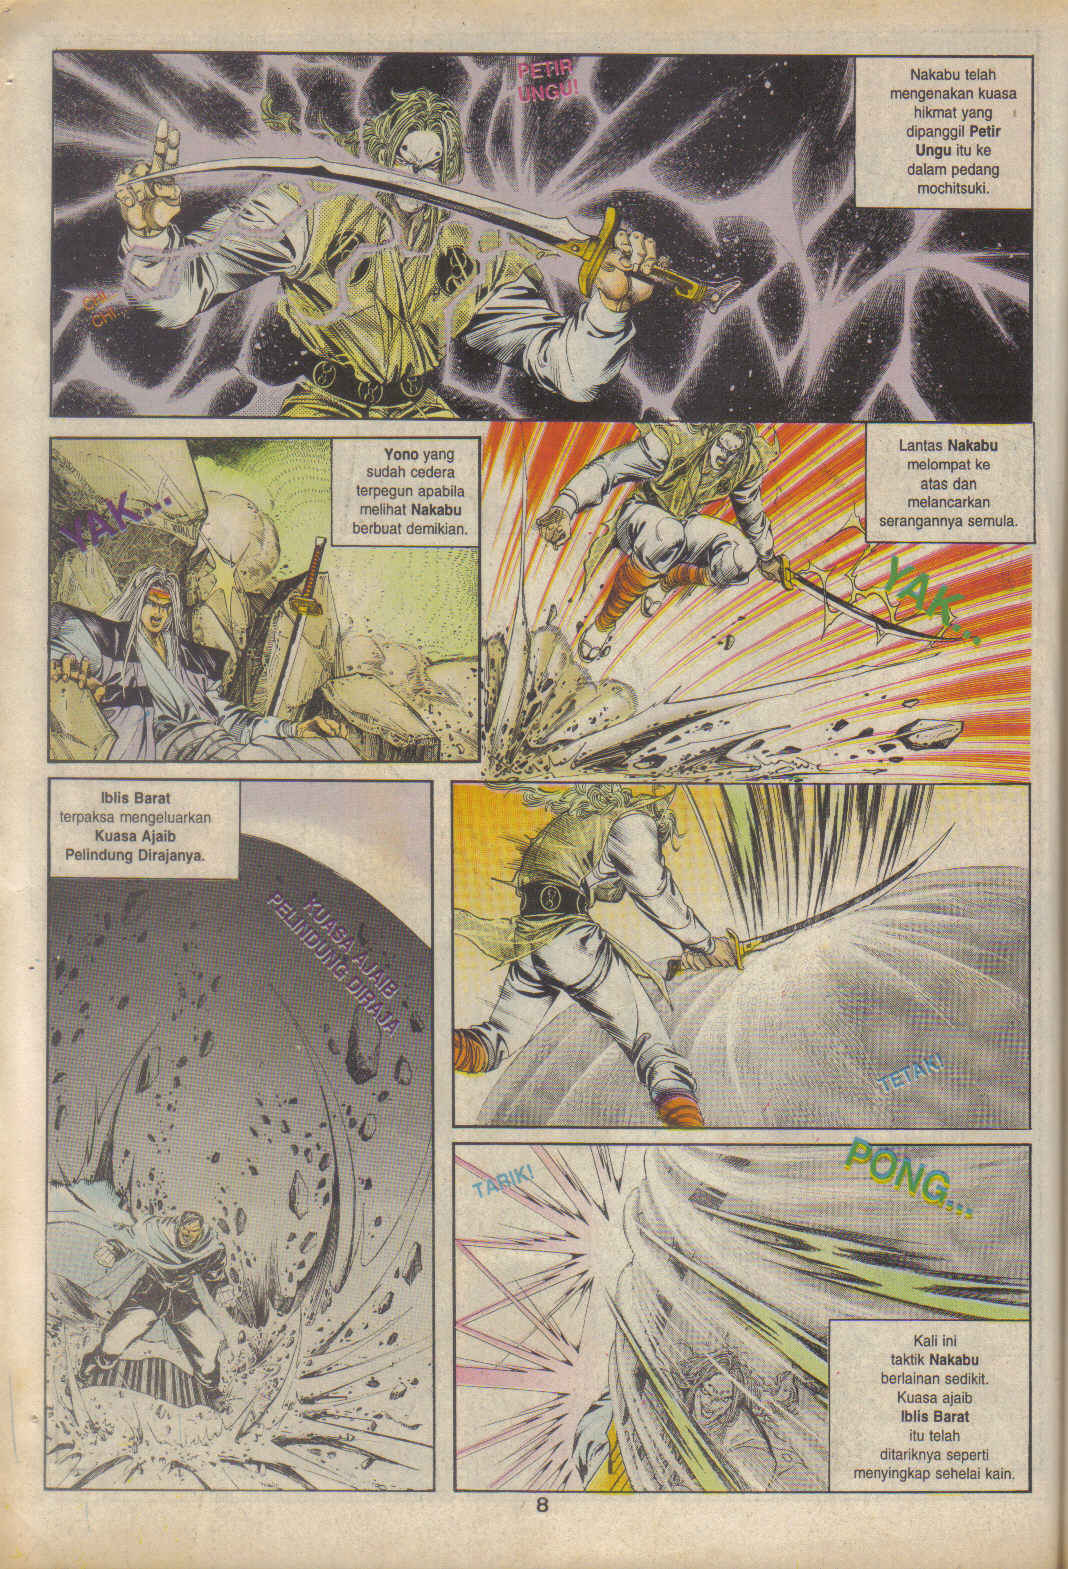 PETIR
UNGU!
Nakabu telah
mengenakan kuasa
hikmat yang
dipanggil Petir
Ungu itu ke
dalam pedang
mochitsuki.
CHI
CHI
YAK...
Yono yang
sudah cedera
terpegun apabila
melihat Nakabu
berbuat demikian.
Lantas Nakabu
melompat ke
atas dan
melancarkan
serangannya semula.
YAK...
Iblis Barat
terpaksa mengeluarkan
Kuasa Ajaib
Pelindung Dirajanya.
KUASA AJAIB
PELINDUNG DIRAJA
TETAK!
TARIK!
PONG...
Kali ini
taktik Nakabu
berlainan sedikit.
Kuasa ajaib
Iblis Barat
itu telah
ditariknya seperti
menyingkap sehelai kain.
8